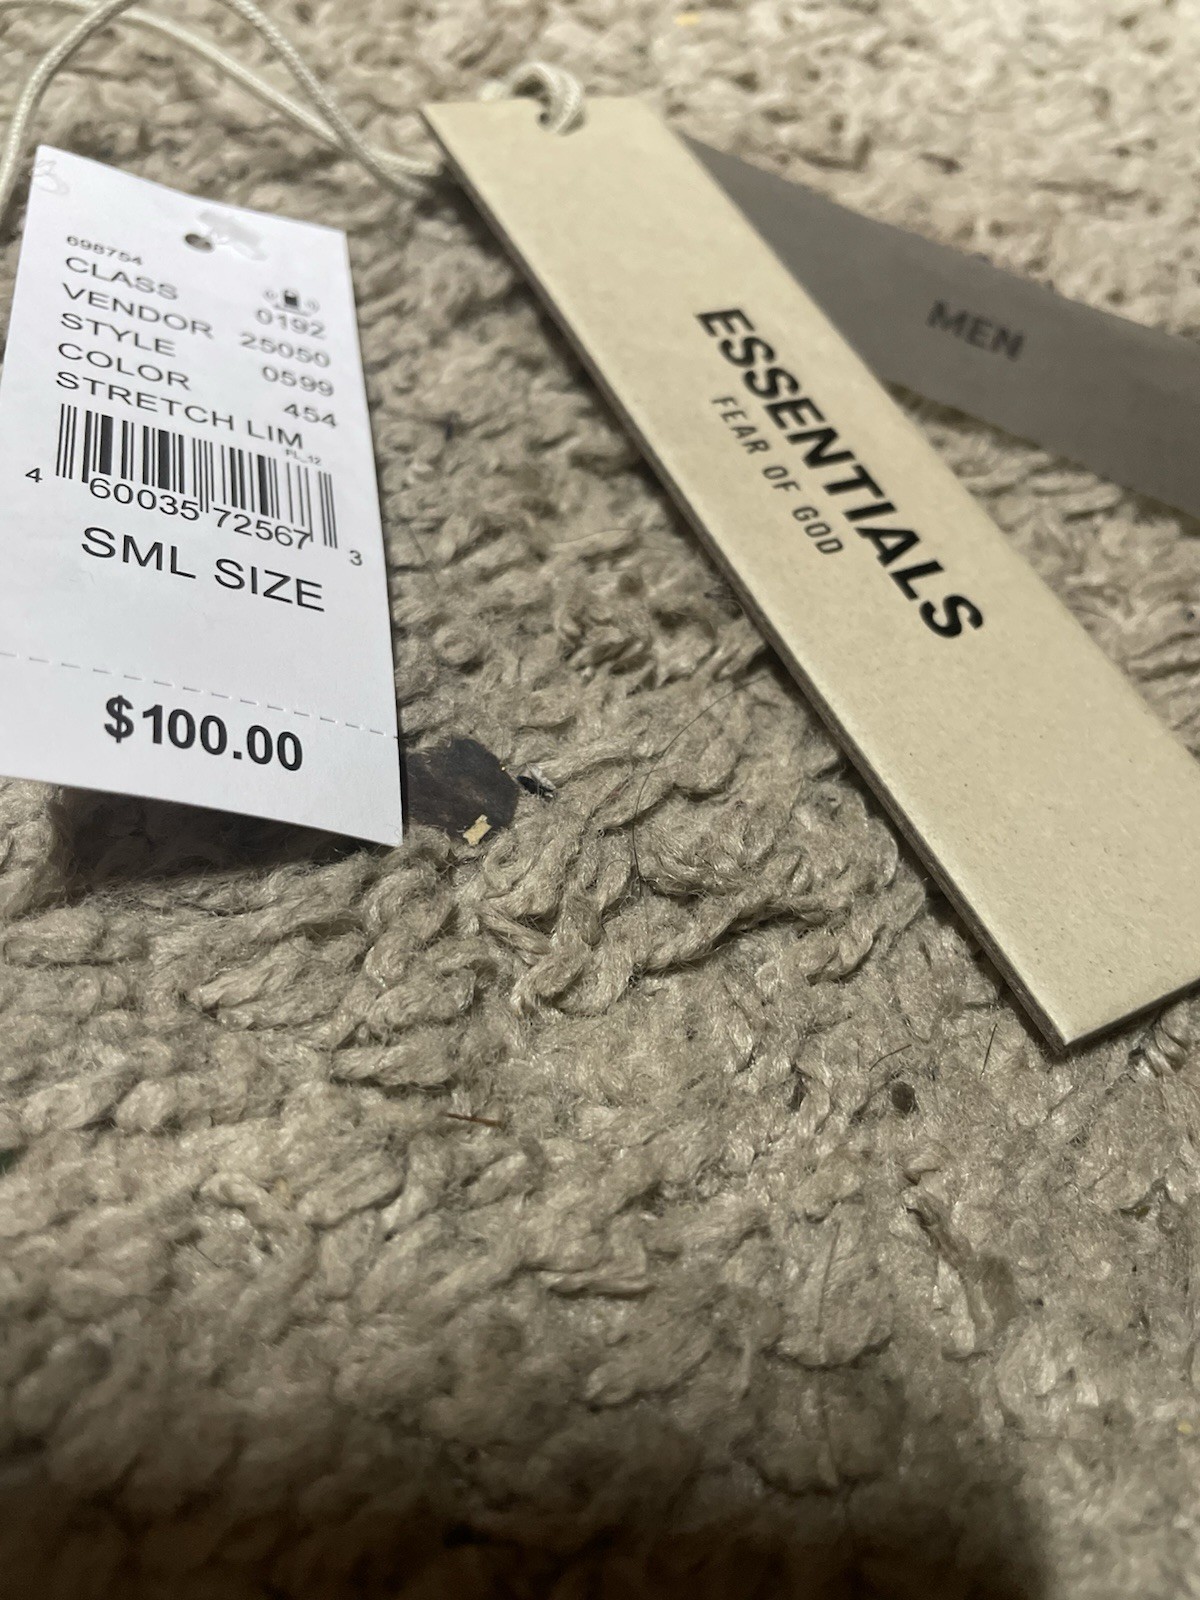 698754
CLASS 0192
VENDOR 25050
STYLE 0599
COLOR 454
STRETCH LIM
FL_12
4 60035 72567 3
SML SIZE
$100.00
ESSENTIALS
FEAR OF GOD
MEN